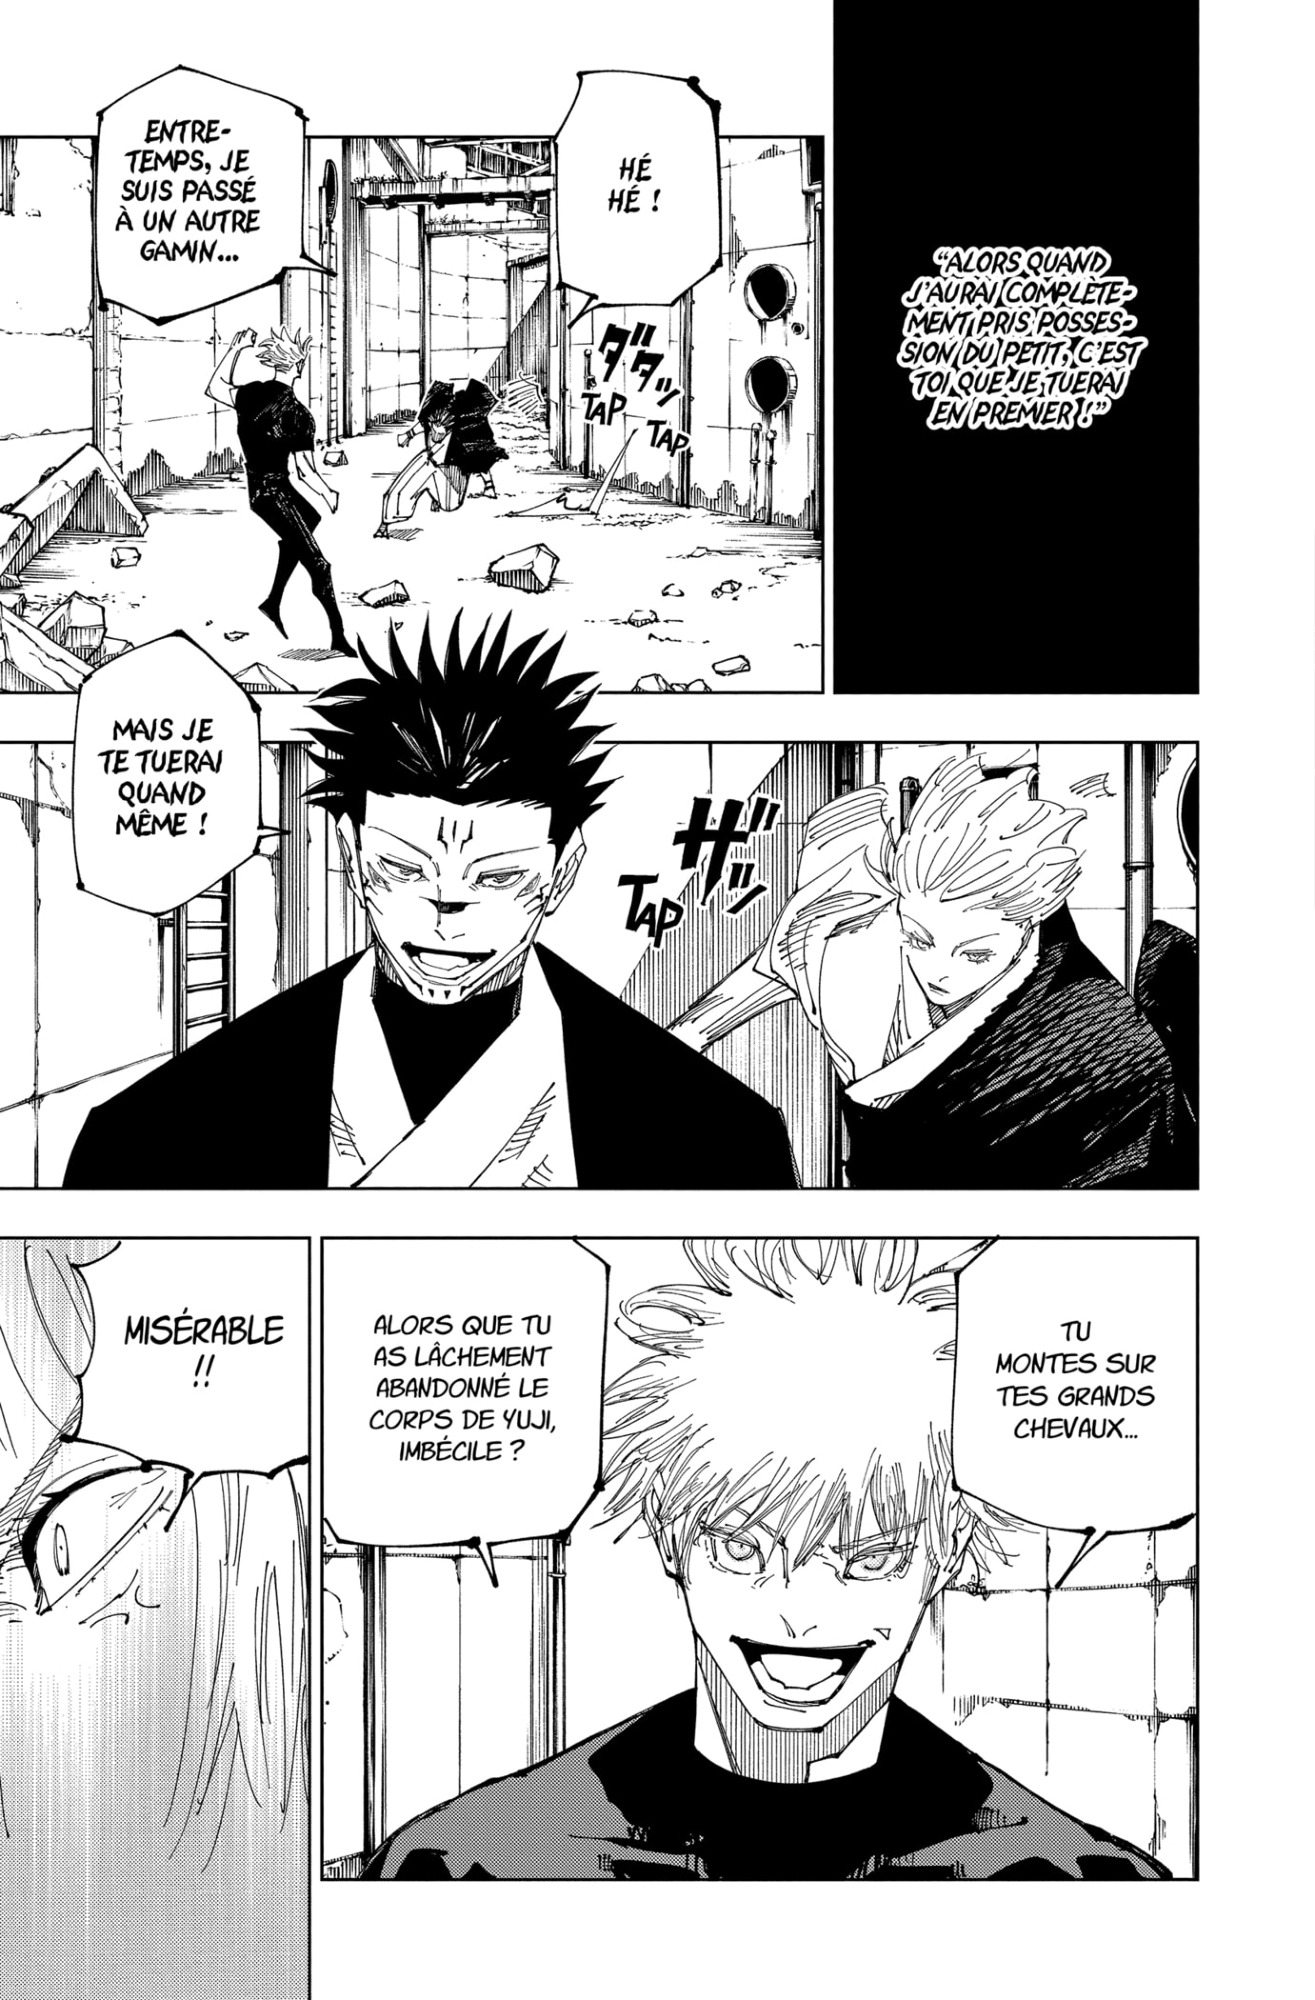 “ALORS QUAND
J'AURAI COMPLÈTE-
MENT PRIS POSSES-
SION DU PETIT, C'EST
TOI QUE JE TUERAI
EN PREMIER !”
HÉ
HÉ !
ダダッ
TAP
TAP
ENTRE-
TEMPS, JE
SUIS PASSÉ
À UN AUTRE
GAMIN...
ザッ
TAP
MAIS JE
TE TUERAI
QUAND
MÊME !
TU
MONTES SUR
TES GRANDS
CHEVAUX...
ALORS QUE TU
AS LÂCHEMENT
ABANDONNÉ LE
CORPS DE YUJI,
IMBÉCILE ?
MISÉRABLE
!!